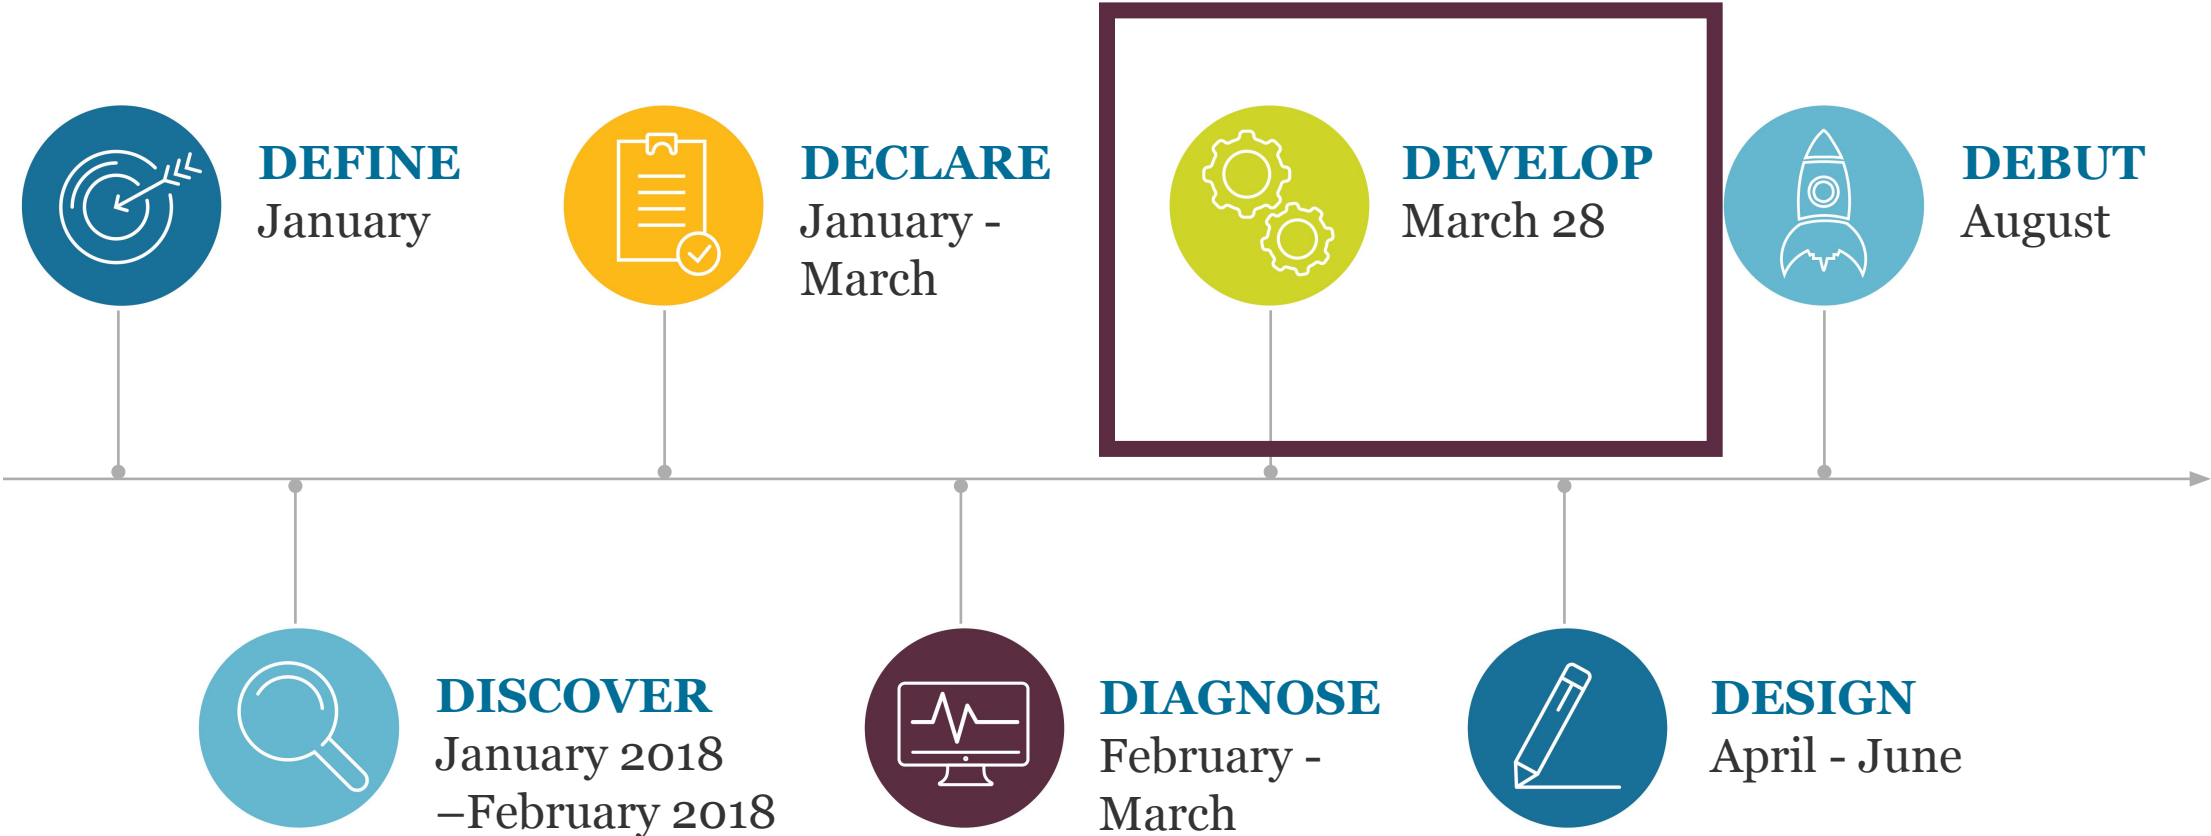 DEFINE
January
DECLARE
January -
March
DEVELOP
March 28
DEBUT
August
DISCOVER
January 2018
–February 2018
DIAGNOSE
February -
March
DESIGN
April - June